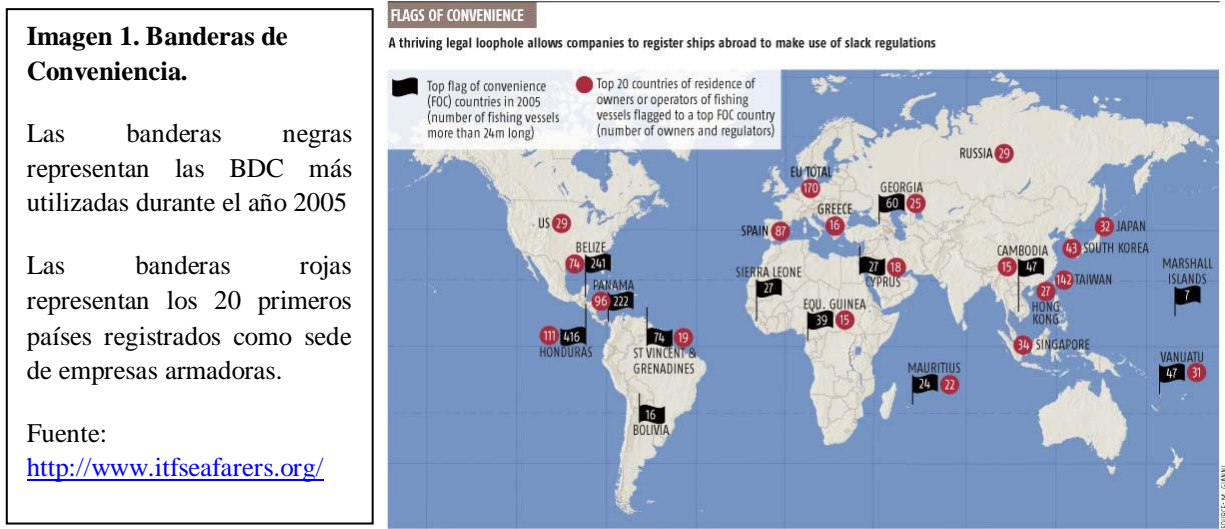 Imagen 1. Banderas de
Conveniencia.
Las banderas negras
representan las BDC más
utilizadas durante el año 2005
Las banderas rojas
representan los 20 primeros
países registrados como sede
de empresas armadoras.
Fuente:
http://www.itfseafarers.org/
FLAGS OF CONVENIENCE
A thriving legal loophole allows companies to register ships abroad to make use of slack regulations
Top flag of convenience
(FOC) countries in 2005
(number of fishing vessels
more than 24m long)
Top 20 countries of residence of
owners or operators of fishing
vessels flagged to a top FOC country
(number of owners and regulators)
RUSSIA 29
EU TOTAL
170
GEORGIA
60 25
GREECE
16
US 29
SPAIN 87
32 JAPAN
43 SOUTH KOREA
BELIZE
74 241
CAMBODIA
15 47
142 TAIWAN
27
HONG
KONG
MARSHALL
ISLANDS
7
SIERRA LEONE
27
27 18
CYPRUS
PANAMA
96 222
EQU. GUINEA
39 15
111 416
HONDURAS
74 19
ST VINCENT &
GRENADINES
34 SINGAPORE
MAURITIUS
24 22
VANUATU
47 31
16
BOLIVIA
SOURCE: M. GIANNI